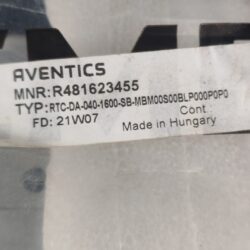 AVENTICS
MNR:R481623455
TYP:RTC-DA-040-1600-SB-MBM00S00BLP000P0P0
Cont.
FD: 21W07
Made in Hungary